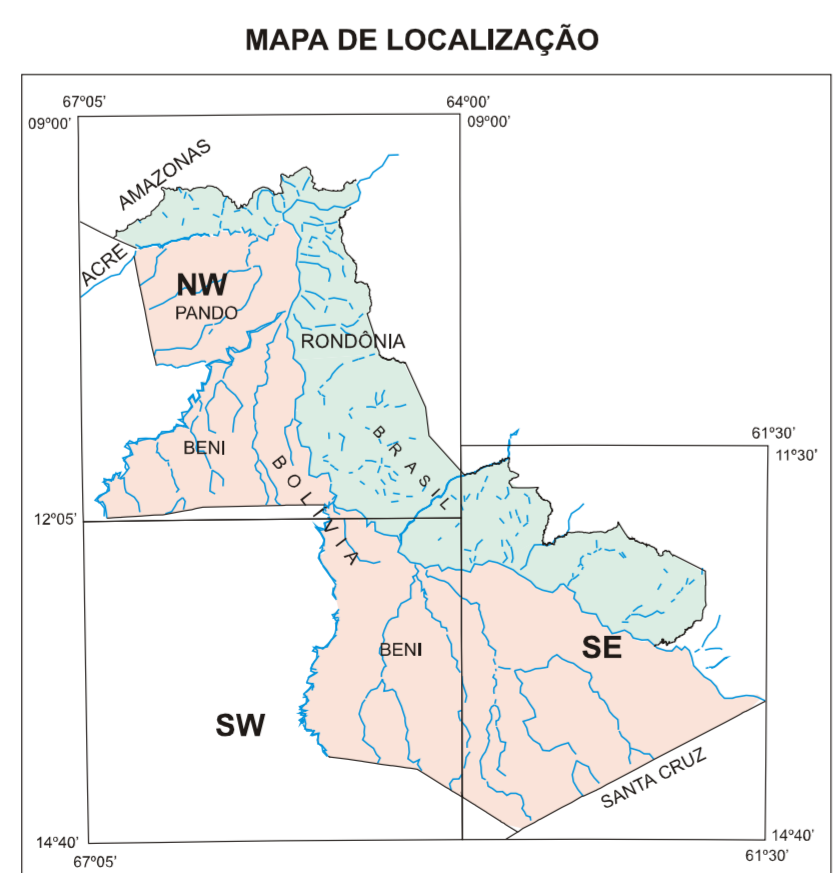 MAPA DE LOCALIZAÇÃO
67º05'
64º00'
09º00'
09º00'
AMAZONAS
ACRE
NW
PANDO
RONDÔNIA
BRASIL
61º30'
11º30'
BENI
BOLIVIA
12º05'
BENI
SE
SW
SANTA CRUZ
14º40'
14º40'
67º05'
61º30'